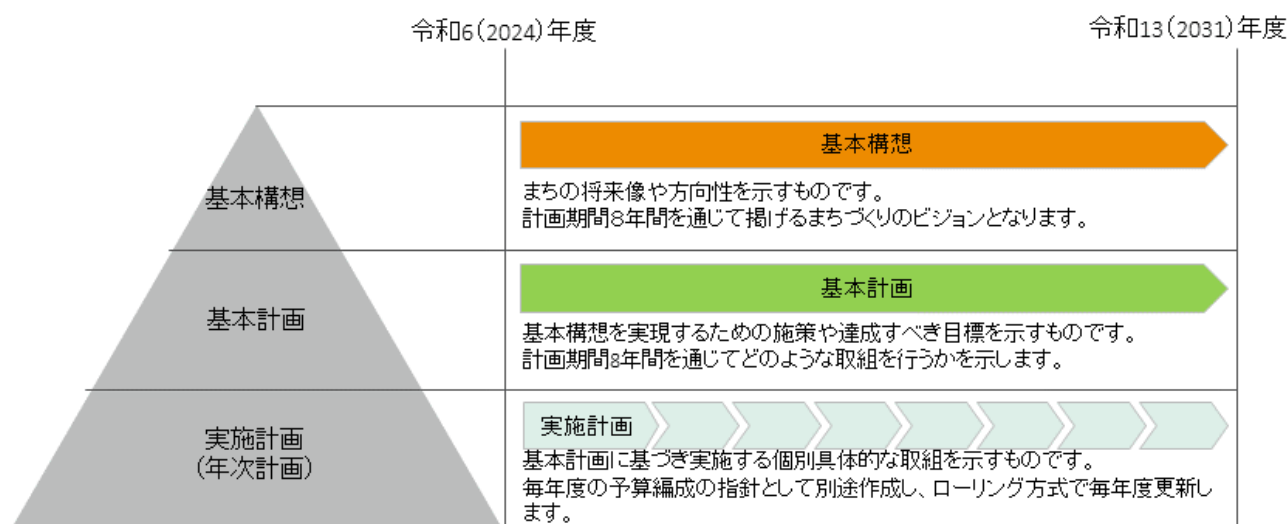 令和6(2024)年度
令和13(2031)年度
基本構想
基本構想
まちの将来像や方向性を示すものです。
計画期間8年間を通じて掲げるまちづくりのビジョンとなります。
基本計画
基本計画
基本構想を実現するための施策や達成すべき目標を示すものです。
計画期間8年間を通じてどのような取組を行うかを示します。
実施計画
(年次計画)
実施計画
基本計画に基づき実施する個別具体的な取組を示すものです。
毎年度の予算編成の指針として別途作成し、ローリング方式で毎年度更新し
ます。